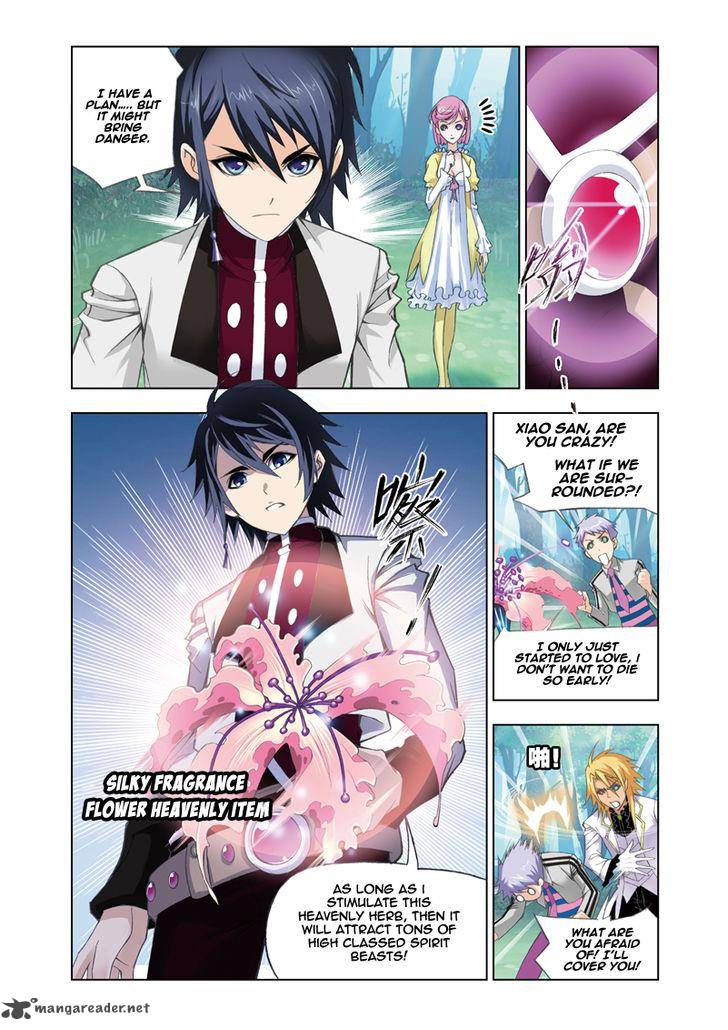 I HAVE A
PLAN..... BUT
IT MIGHT
BRING
DANGER.
XIAO SAN, ARE
YOU CRAZY!
WHAT IF WE
ARE SUR-
ROUNDED?!
I ONLY JUST
STARTED TO LOVE, I
DON'T WANT TO DIE
SO EARLY!
SILKY FRAGRANCE
FLOWER HEAVENLY ITEM
AS LONG AS I
STIMULATE THIS
HEAVENLY HERB, THEN IT
WILL ATTRACT TONS OF
HIGH CLASSED SPIRIT
BEASTS!
啪!
WHAT ARE
YOU AFRAID
OF! I'LL
COVER YOU!
mangareader.net